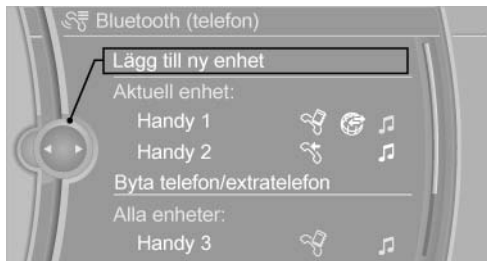 Bluetooth (telefon)
Lägg till ny enhet
Aktuell enhet:
Handy 1
Handy 2
Byta telefon/extratelefon
Alla enheter:
Handy 3